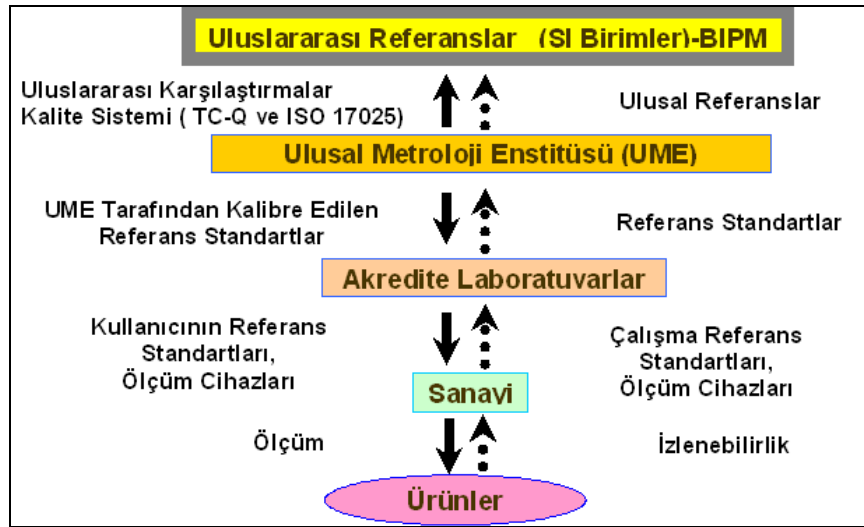 Uluslararası Referanslar (SI Birimler)-BIPM
Uluslararası Karşılaştırmalar
Kalite Sistemi ( TC-Q ve ISO 17025)
Ulusal Referanslar
Ulusal Metroloji Enstitüsü (UME)
UME Tarafından Kalibre Edilen
Referans Standartlar
Referans Standartlar
Akredite Laboratuvarlar
Kullanıcının Referans
Standartları,
Ölçüm Cihazları
Çalışma Referans
Standartları,
Ölçüm Cihazları
Sanayi
Ölçüm
İzlenebilirlik
Ürünler